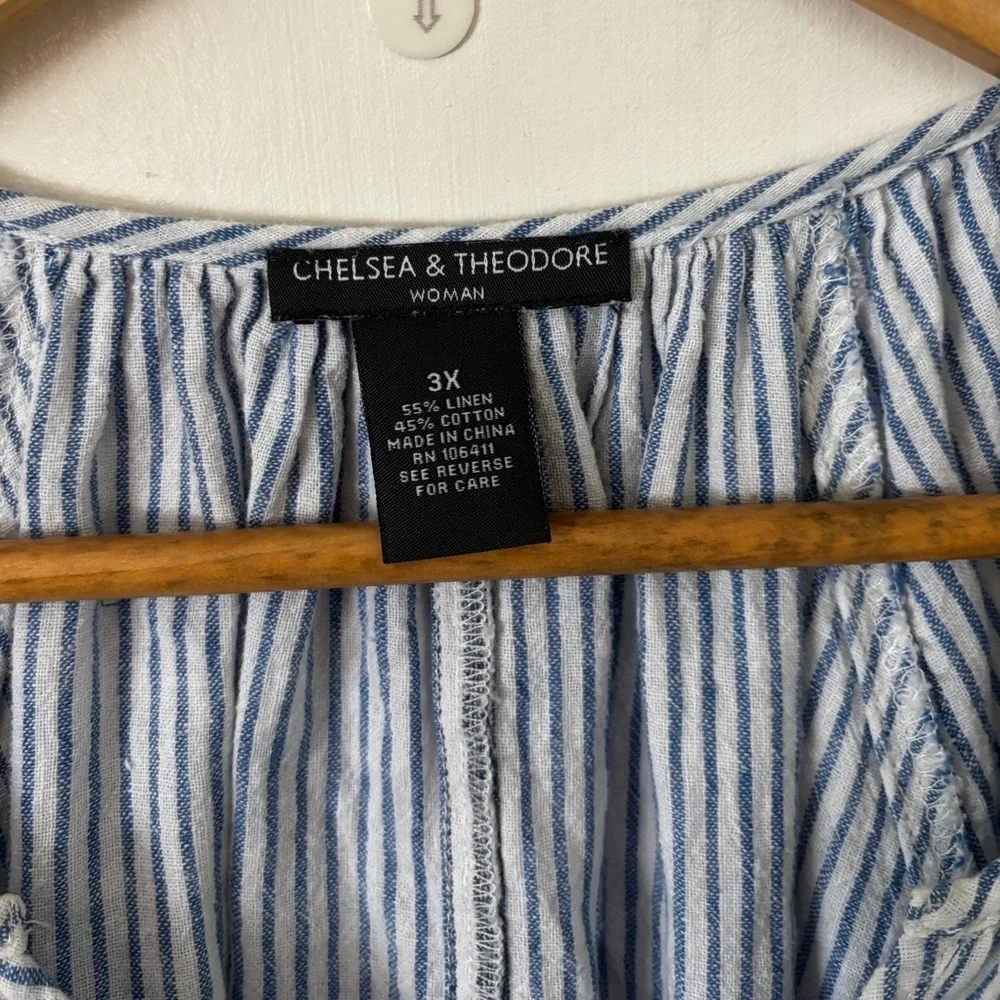 CHELSEA & THEODORE
WOMAN
3X
55% LINEN
45% COTTON
MADE IN CHINA
RN 106411
SEE REVERSE
FOR CARE